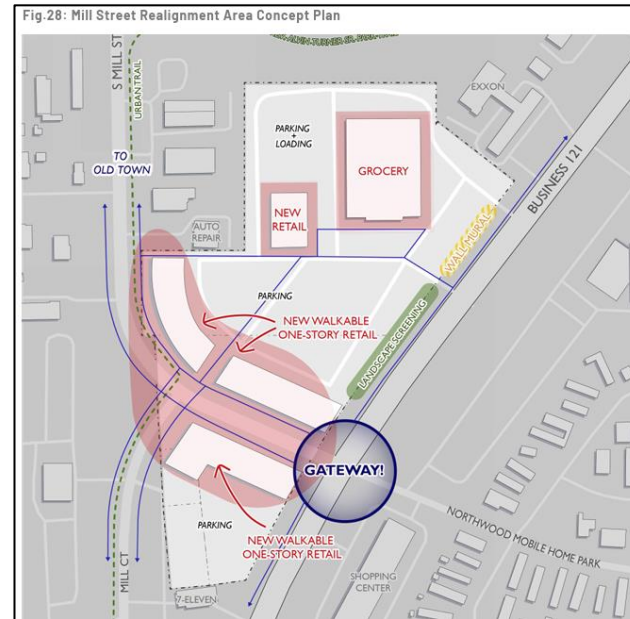 Fig.28: Mill Street Realignment Area Concept Plan
S MILL ST
URBAN TRAIL
EXXON
PARKING
+
LOADING
TO
OLD TOWN
GROCERY
BUSINESS 121
NEW
RETAIL
AUTO
REPAIR
WALL MURAL
PARKING
NEW WALKABLE
ONE-STORY RETAIL
LANDSCAPE SCREENING
GATEWAY!
PARKING
NEW WALKABLE
ONE-STORY RETAIL
NORTHWOOD MOBILE HOME PARK
MILL CT
SHOPPING
CENTER
7-ELEVEN